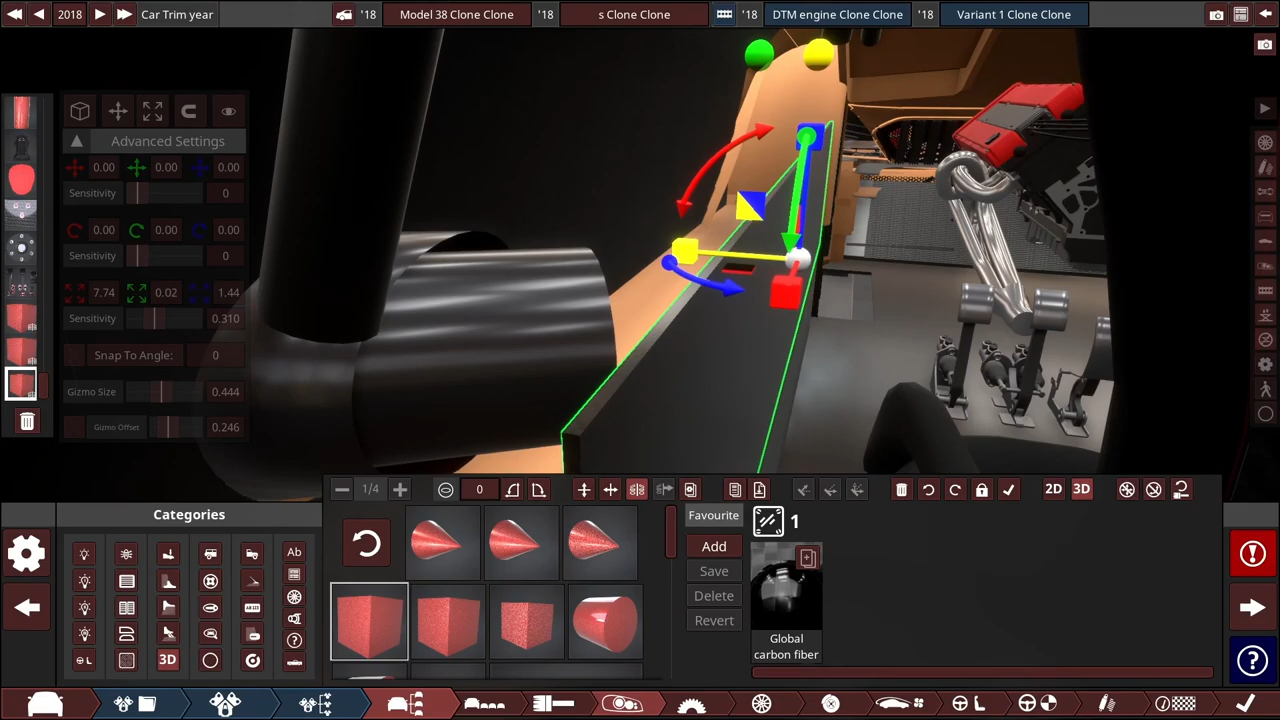 2018 Car Trim year '18 Model 38 Clone Clone '18 s Clone Clone '18 DTM engine Clone Clone '18 Variant 1 Clone Clone
Advanced Settings
0.00 0.00 0.00
Sensitivity 0
0.00 0.00 0.00
Sensitivity 0
7.74 0.02 1.44
Sensitivity 0.310
Snap To Angle: 0
Gizmo Size 0.444
Gizmo Offset 0.246
1/4 0 2D 3D
Categories
Ab
L
3D
Favourite
Add
Save
Delete
Revert
1
Global
carbon fiber